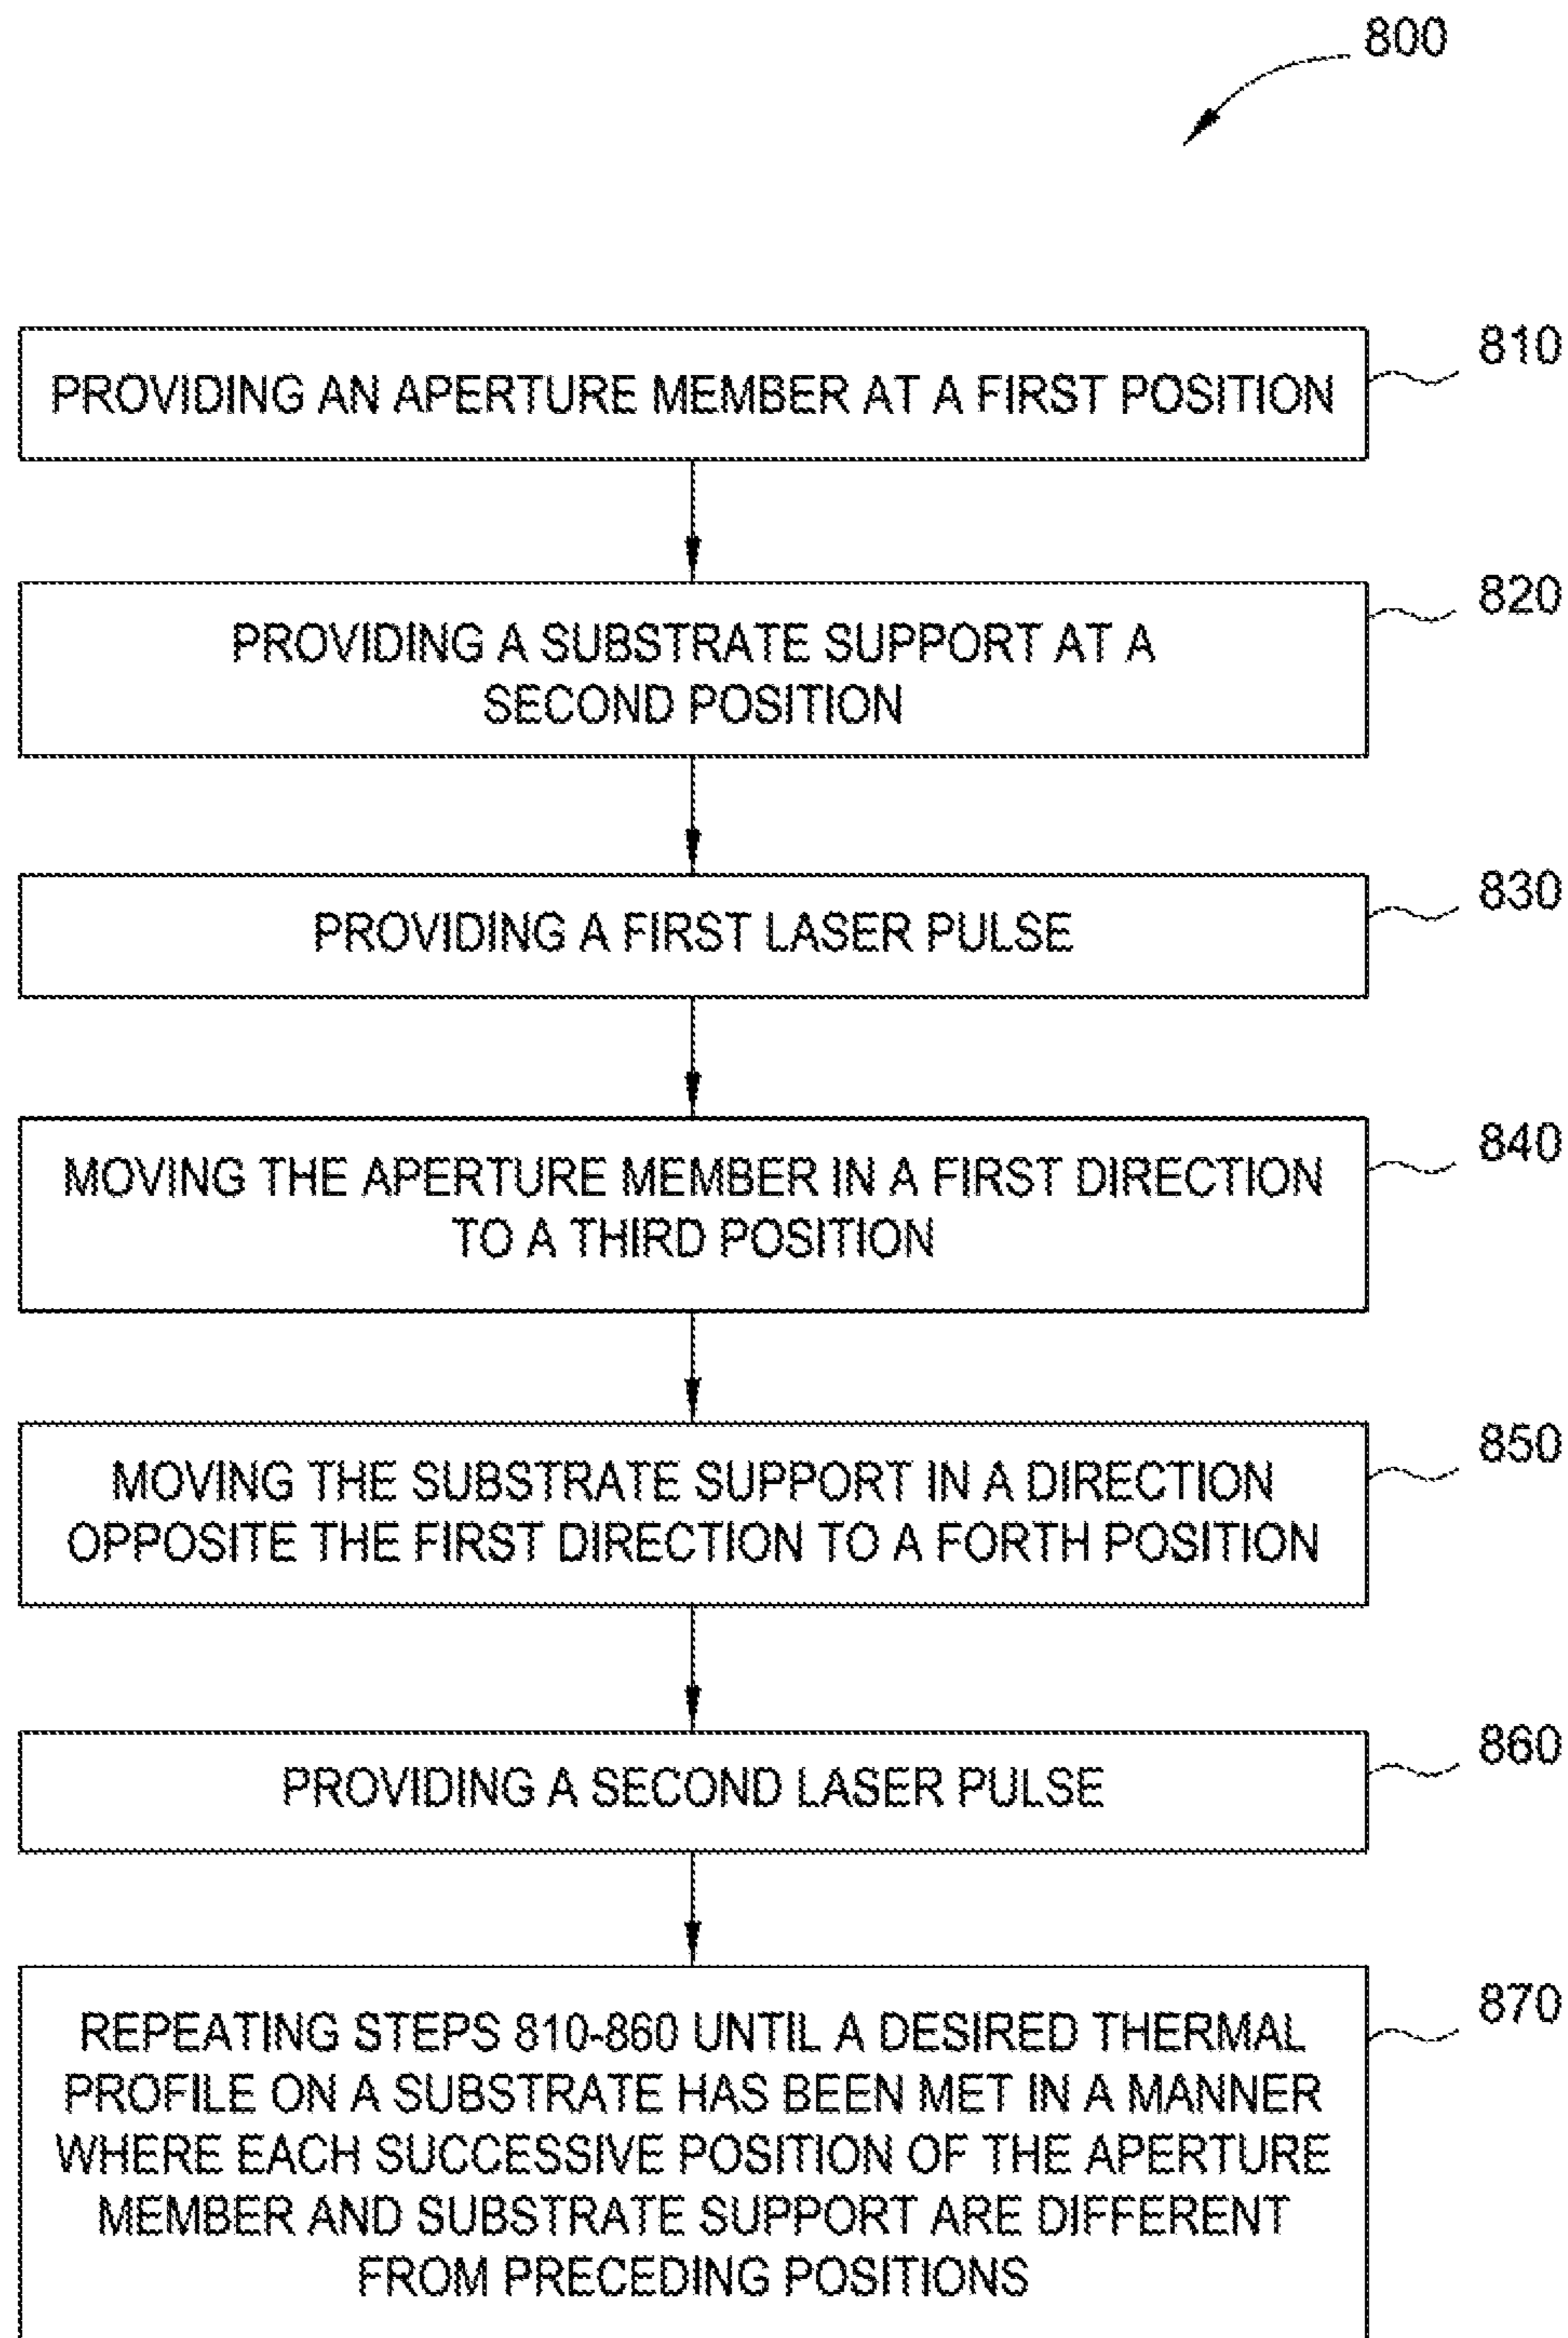 800
PROVIDING AN APERTURE MEMBER AT A FIRST POSITION
810
PROVIDING A SUBSTRATE SUPPORT AT A
SECOND POSITION
820
PROVIDING A FIRST LASER PULSE
830
MOVING THE APERTURE MEMBER IN A FIRST DIRECTION
TO A THIRD POSITION
840
MOVING THE SUBSTRATE SUPPORT IN A DIRECTION
OPPOSITE THE FIRST DIRECTION TO A FORTH POSITION
850
PROVIDING A SECOND LASER PULSE
860
REPEATING STEPS 810-860 UNTIL A DESIRED THERMAL
PROFILE ON A SUBSTRATE HAS BEEN MET IN A MANNER
WHERE EACH SUCCESSIVE POSITION OF THE APERTURE
MEMBER AND SUBSTRATE SUPPORT ARE DIFFERENT
FROM PRECEDING POSITIONS
870